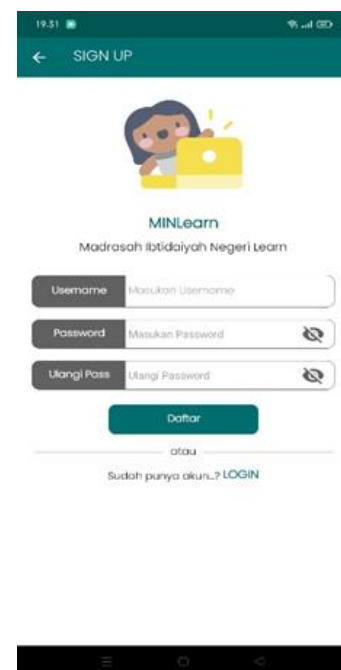 19.31
SIGN UP
MINLearn
Madrasah Ibtidaiyah Negeri Learn
Username Masukan Username
Password Masukan Password
Ulangi Pass Ulangi Password
Daftar
atau
Sudah punya akun..? LOGIN